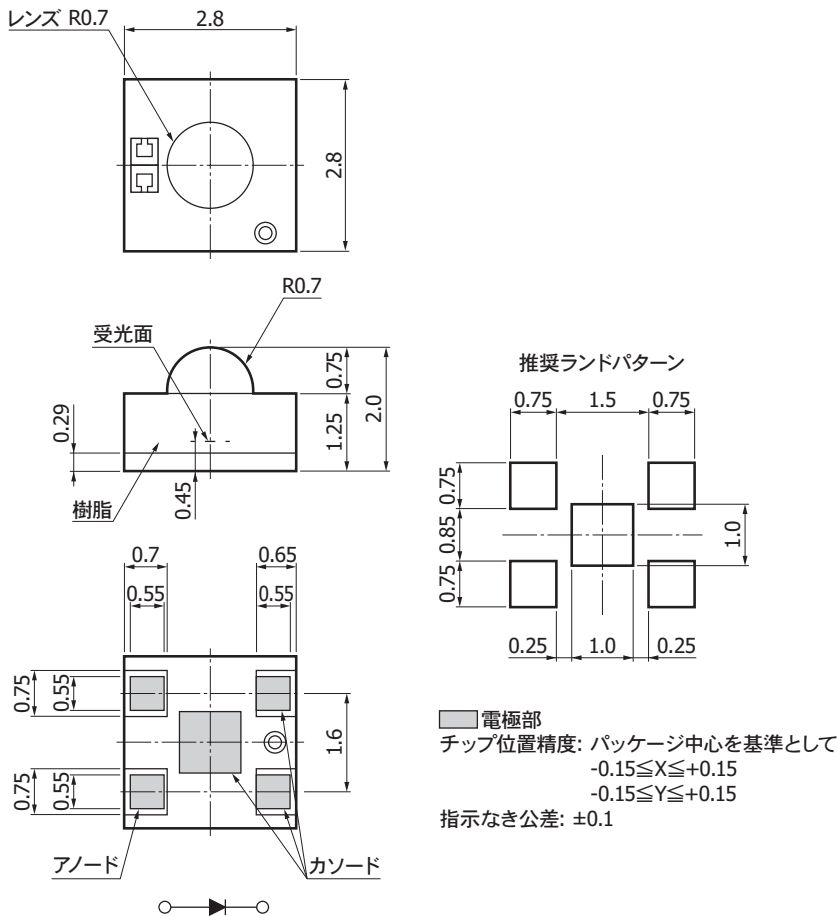 レンズ R0.7
2.8
2.8
R0.7
受光面
0.75
2.0
1.25
0.29
0.45
樹脂
推奨ランドパターン
0.75
1.5
0.75
0.75
0.85
0.75
1.0
0.25
1.0
0.25
0.7
0.65
0.55
0.55
0.75
0.55
1.6
0.75
0.55
アノード
カソード
電極部
チップ位置精度: パッケージ中心を基準として
-0.15≦X≦+0.15
-0.15≦Y≦+0.15
指示なき公差: ±0.1